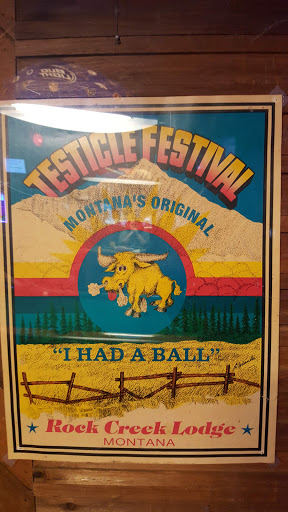 TESTICLE FESTIVAL
MONTANA'S ORIGINAL
"I HAD A BALL"
Rock Creek Lodge
MONTANA